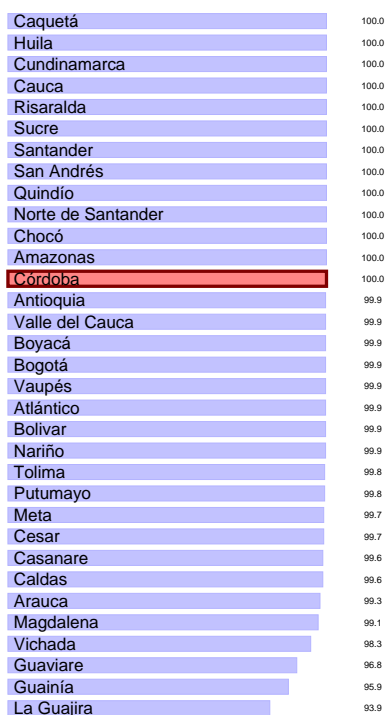 Caquetá 100.0
Huila 100.0
Cundinamarca 100.0
Cauca 100.0
Risaralda 100.0
Sucre 100.0
Santander 100.0
San Andrés 100.0
Quindío 100.0
Norte de Santander 100.0
Chocó 100.0
Amazonas 100.0
Córdoba 100.0
Antioquia 99.9
Valle del Cauca 99.9
Boyacá 99.9
Bogotá 99.9
Vaupés 99.9
Atlántico 99.9
Bolivar 99.9
Nariño 99.9
Tolima 99.8
Putumayo 99.8
Meta 99.7
Cesar 99.7
Casanare 99.6
Caldas 99.6
Arauca 99.3
Magdalena 99.1
Vichada 98.3
Guaviare 96.8
Guainía 95.9
La Guajira 93.9